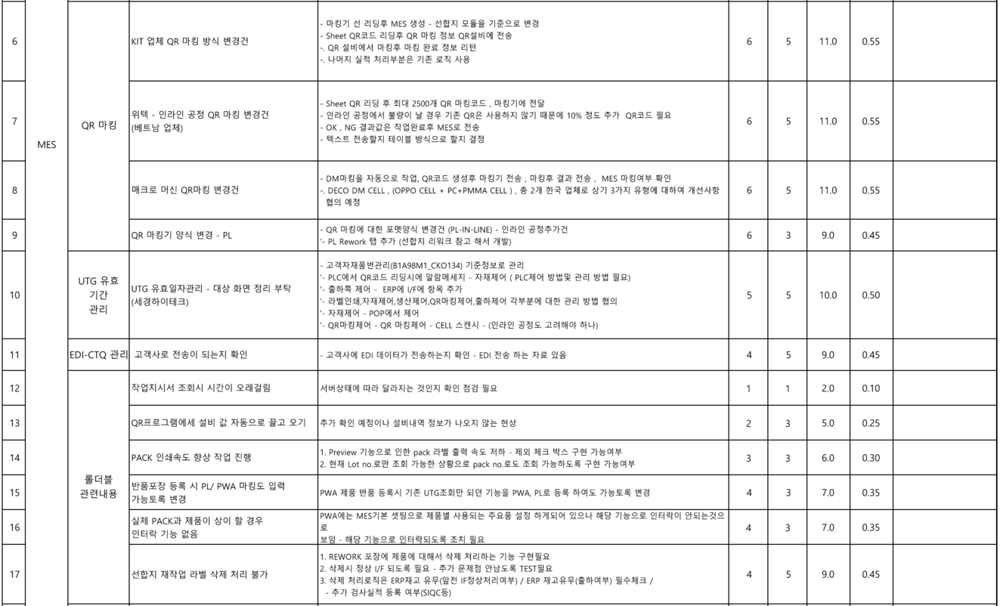 6
MES
QR 마킹
KIT 업체 QR 마킹 방식 변경건
- 마킹기 선 리딩후 MES 생성 - 선합지 모듈을 기준으로 변경
- Sheet QR코드 리딩후 QR 마킹 정보 QR설비에 전송
-. QR 설비에서 마킹후 마킹 완료 정보 리턴
-. 나머지 실적 처리부분은 기존 로직 사용
6
5
11.0
0.55
7
위텍 - 인라인 공정 QR 마킹 변경건
(베트남 업체)
- Sheet QR 리딩 후 최대 2500개 QR 마킹코드 , 마킹기에 전달
- 인라인 공정에서 불량이 날 경우 기존 QR은 사용하지 않기 때문에 10% 정도 추가 QR코드 필요
- OK , NG 결과값은 작업완료후 MES로 전송
- 텍스트 전송할지 테이블 방식으로 할지 결정
6
5
11.0
0.55
8
매크로 머신 QR마킹 변경건
- DM마킹을 자동으로 작업, QR코드 생성후 마킹기 전송 , 마킹후 결과 전송 , MES 마킹여부 확인
-. DECO DM CELL , (OPPO CELL + PC+PMMA CELL ) , 총 2개 한국 업체로 상기 3가지 유형에 대하여 개선사항
협의 예정
6
5
11.0
0.55
9
QR 마킹기 양식 변경 - PL
- QR 마킹에 대한 포멧양식 변경건 (PL-IN-LINE) - 인라인 공정추가건
'- PL Rework 탭 추가 (선합지 리워크 참고 해서 개발)
6
3
9.0
0.45
10
UTG 유효
기간
관리
UTG 유효일자관리 - 대상 화면 정리 부탁
(세경하이테크)
- 고객자재품번관리(B1A98M1_CKO134) 기준정보로 관리
'- PLC에서 QR코드 리딩시에 알람메세지 - 자재제어 ( PLC제어 방법및 관리 방법 필요)
'- 출하쪽 제어 - ERP에 I/F에 항목 추가
'- 라벨인쇄,자재제어,생산제어,QR마킹제어,출하제어 각부분에 대한 관리 방법 협의
'- 자재제어 - POP에서 제어
'- QR마킹제어 - QR 마킹제어 - CELL 스캔시 - (인라인 공정도 고려해야 하나)
5
5
10.0
0.50
11
EDI-CTQ 관리
고객사로 전송이 되는지 확인
- 고객사에 EDI 데이터가 전송하는지 확인 - EDI 전송 하는 자료 있음
4
5
9.0
0.45
12
롤더블
관련내용
작업지시서 조회시 시간이 오래걸림
서버상태에 따라 달라지는 것인지 확인 점검 필요
1
1
2.0
0.10
13
QR프로그램에세 설비 값 자동으로 끌고 오기
추가 확인 예정이나 설비내역 정보가 나오지 않는 현상
2
3
5.0
0.25
14
PACK 인쇄속도 향상 작업 진행
1. Preview 기능으로 인한 pack 라벨 출력 속도 저하 - 제외 체크 박스 구현 가능여부
2. 현재 Lot no.로만 조회 가능한 상황으로 pack no.로도 조회 가능하도록 구현 가능여부
3
3
6.0
0.30
15
반품포장 등록 시 PL/ PWA 마킹도 입력
가능토록 변경
PWA 제품 반품 등록시 기존 UTG조회만 되던 기능을 PWA, PL로 등록 하여도 가능토록 변경
4
3
7.0
0.35
16
실제 PACK과 제품이 상이 할 경우
인터락 기능 없음
PWA에는 MES기본 셋팅으로 제품별 사용되는 주요품 설정 하게되어 있으나 해당 기능으로 인터락이 안되는것으
로
보임 - 해당 기능으로 인터락되도록 조치 필요
4
3
7.0
0.35
17
선합지 재작업 라벨 삭제 처리 불가
1. REWORK 포장에 제품에 대해서 삭제 처리하는 기능 구현필요
2. 삭제시 정상 I/F 되도록 필요 - 추가 문제점 안남도록 TEST필요
3. 삭제 처리로직은 ERP재고 유무(앞전 IF정상처리여부) / ERP 재고유무(출하여부) 필수체크 /
- 추가 검사실적 등록 여부(SIQC등)
4
5
9.0
0.45